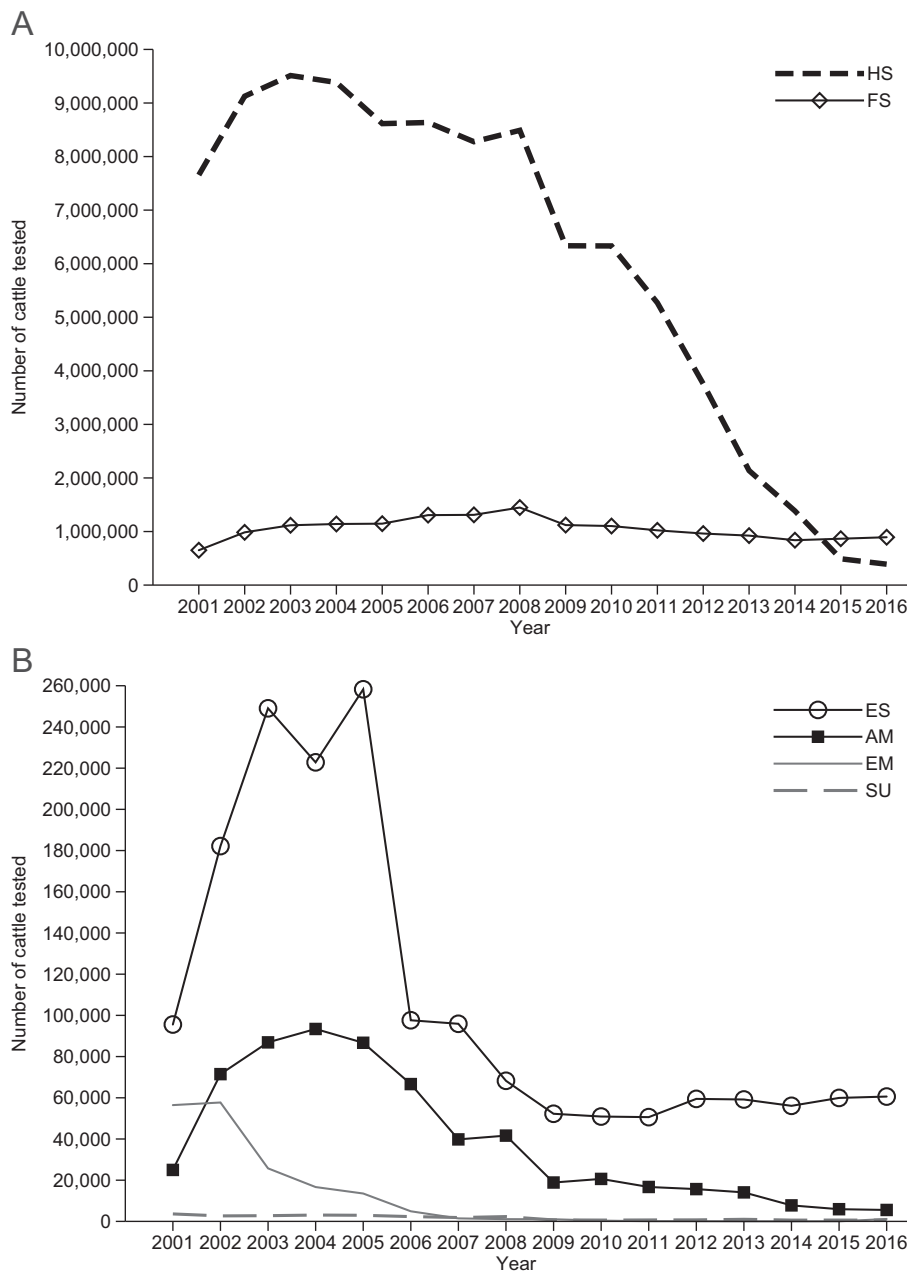 A
10,000,000
9,000,000
8,000,000
7,000,000
6,000,000
5,000,000
4,000,000
3,000,000
2,000,000
1,000,000
0
Number of cattle tested
HS
FS
2001 2002 2003 2004 2005 2006 2007 2008 2009 2010 2011 2012 2013 2014 2015 2016
Year
B
260,000
240,000
220,000
200,000
180,000
160,000
140,000
120,000
100,000
80,000
60,000
40,000
20,000
0
Number of cattle tested
ES
AM
EM
SU
2001 2002 2003 2004 2005 2006 2007 2008 2009 2010 2011 2012 2013 2014 2015 2016
Year